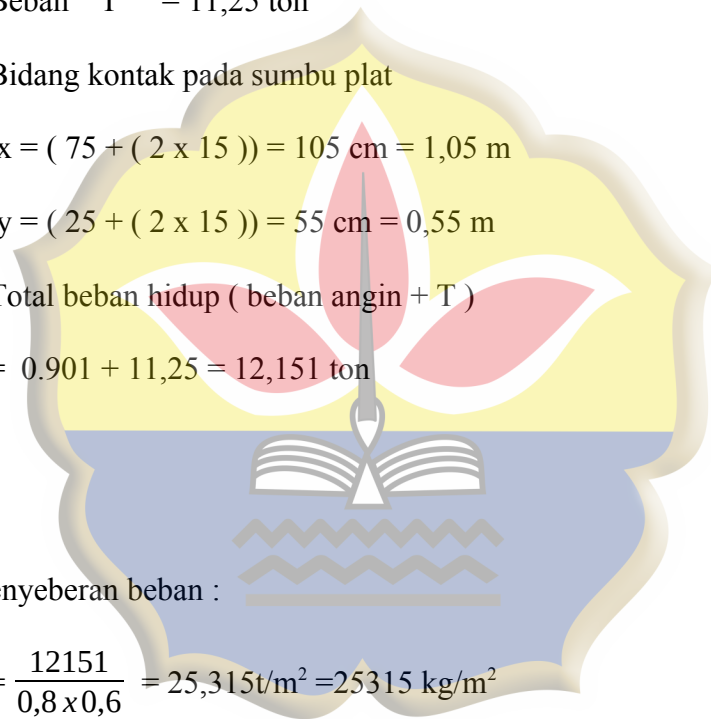 Beban T = 11,25 ton
Bidang kontak pada sumbu plat
x = ( 75 + ( 2 x 15 )) = 105 cm = 1,05 m
y = ( 25 + ( 2 x 15 )) = 55 cm = 0,55 m
Total beban hidup ( beban angin + T )
= 0.901 + 11,25 = 12,151 ton
enyeberan beban :
= 12151 / 0,8 x 0,6 = 25,315t/m² =25315 kg/m²